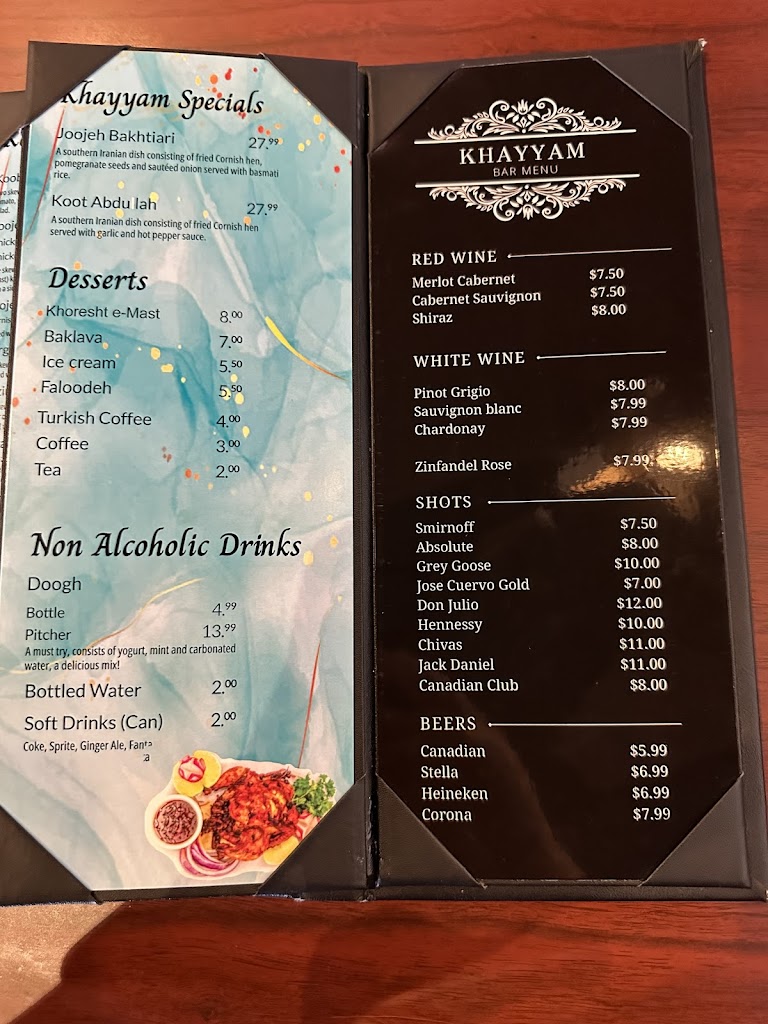 Khayyam Specials
Joojeh Bakhtiari 27.99
A southern Iranian dish consisting of fried Cornish hen,
pomegranate seeds and sautéed onion served with basmati
rice.
Koot Abdu lah 27.99
A southern Iranian dish consisting of fried Cornish hen
served with garlic and hot pepper sauce.
Desserts
Khoresht e-Mast 8.00
Baklava 7.00
Ice cream 5.50
Faloodeh 5.50
Turkish Coffee 4.00
Coffee 3.00
Tea 2.00
Non Alcoholic Drinks
Doogh
Bottle 4.99
Pitcher 13.99
A must try, consists of yogurt, mint and carbonated
water, a delicious mix!
Bottled Water 2.00
Soft Drinks (Can) 2.00
Coke, Sprite, Ginger Ale, Fanta
KHAYYAM
BAR MENU
RED WINE
Merlot Cabernet $7.50
Cabernet Sauvignon $7.50
Shiraz $8.00
WHITE WINE
Pinot Grigio $8.00
Sauvignon blanc $7.99
Chardonay $7.99
Zinfandel Rose $7.99
SHOTS
Smirnoff $7.50
Absolute $8.00
Grey Goose $10.00
Jose Cuervo Gold $7.00
Don Julio $12.00
Hennessy $10.00
Chivas $11.00
Jack Daniel $11.00
Canadian Club $8.00
BEERS
Canadian $5.99
Stella $6.99
Heineken $6.99
Corona $7.99